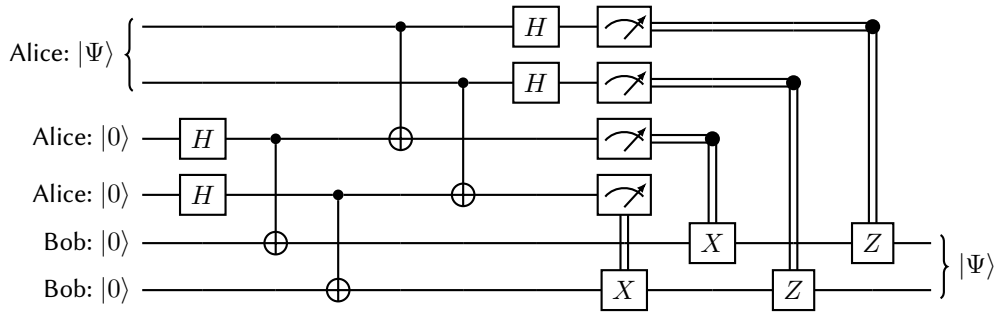 Alice: |Ψ⟩ H
H
Alice: |0⟩ H
Alice: |0⟩ H
Bob: |0⟩ X Z |Ψ⟩
Bob: |0⟩ X Z